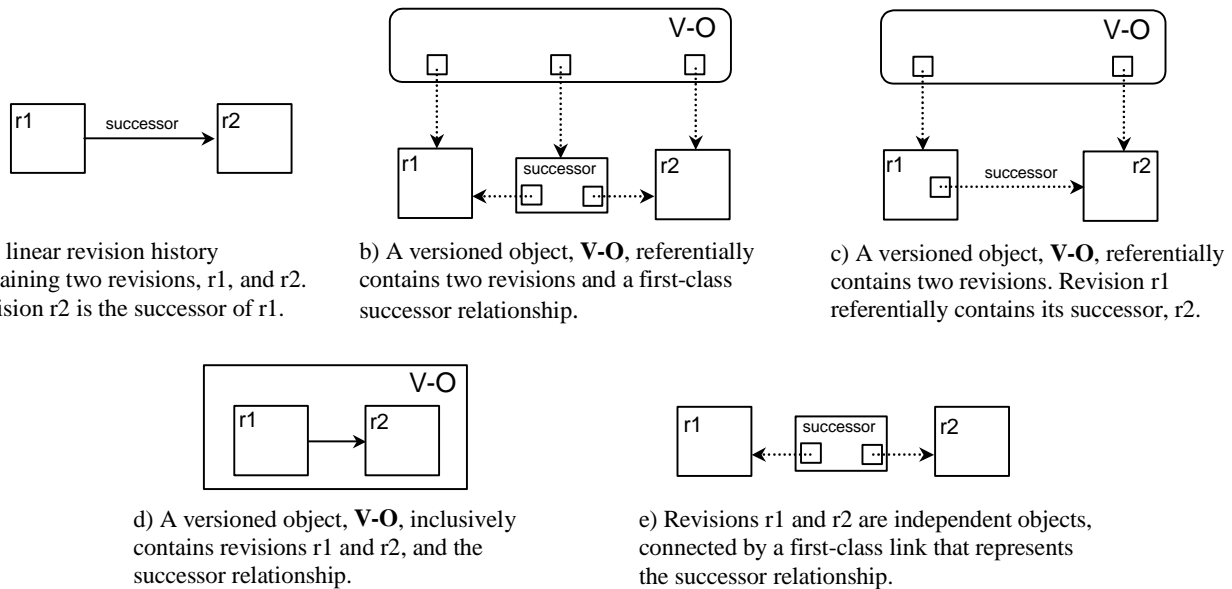 r1
successor
r2
linear revision history
two revisions, r1, and r2.
r2 is the successor of r1.
V-O
r1
successor
r2
b) A versioned object, V-O, referentially
contains two revisions and a first-class
successor relationship.
V-O
r1
successor
r2
c) A versioned object, V-O, referentially
contains two revisions. Revision r1
referentially contains its successor, r2.
V-O
r1
r2
d) A versioned object, V-O, inclusively
contains revisions r1 and r2, and the
successor relationship.
r1
successor
r2
e) Revisions r1 and r2 are independent objects,
connected by a first-class link that represents
the successor relationship.